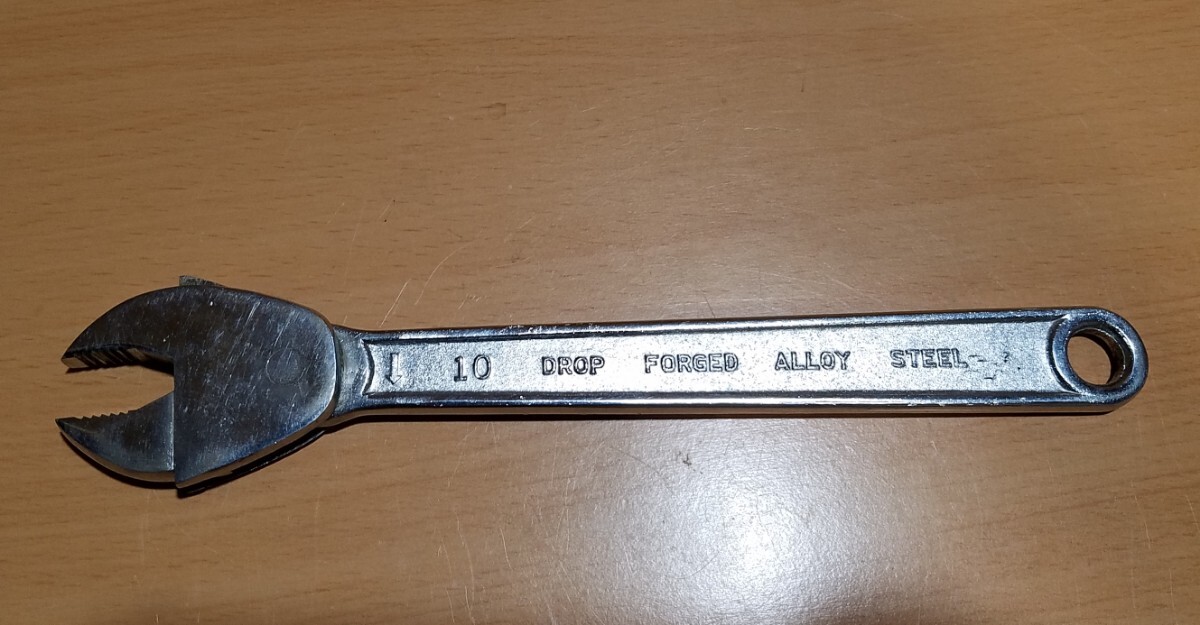 ↓ 10 DROP FORGED ALLOY STEEL